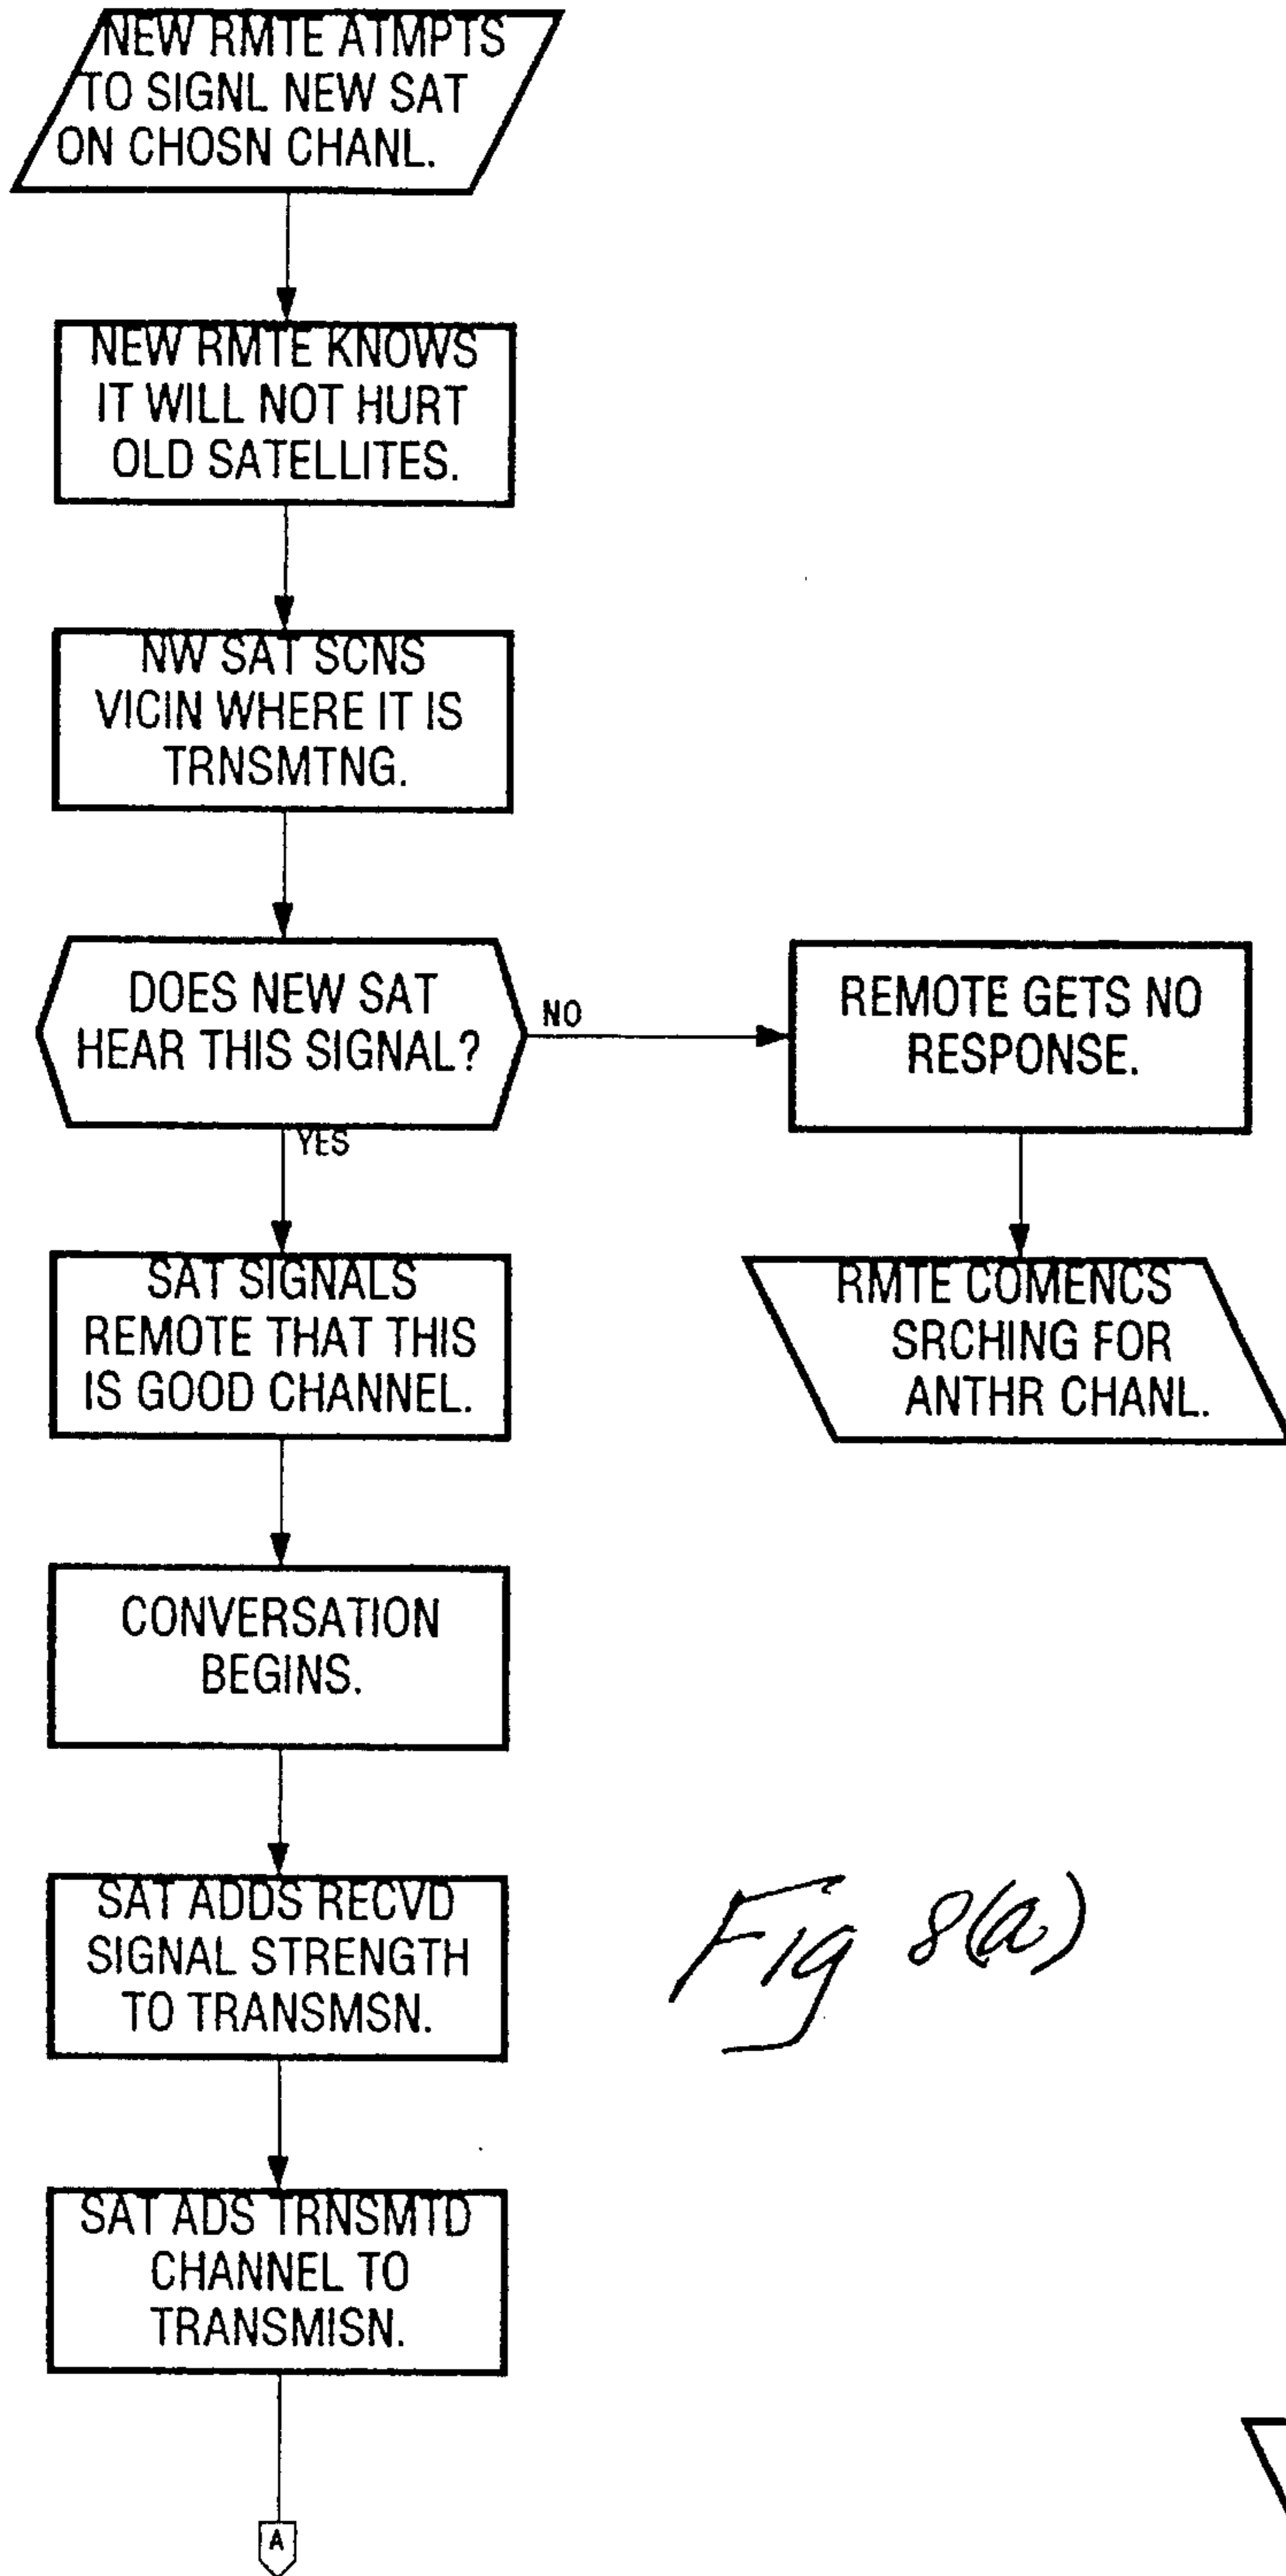 NEW RMTE ATMPTS
TO SIGNL NEW SAT
ON CHOSN CHANL.
NEW RMTE KNOWS
IT WILL NOT HURT
OLD SATELLITES.
NW SAT SCNS
VICIN WHERE IT IS
TRNSMTNG.
DOES NEW SAT
HEAR THIS SIGNAL?
NO
REMOTE GETS NO
RESPONSE.
YES
RMTE COMENCS
SRCHING FOR
ANTHR CHANL.
SAT SIGNALS
REMOTE THAT THIS
IS GOOD CHANNEL.
CONVERSATION
BEGINS.
SAT ADDS RECVD
SIGNAL STRENGTH
TO TRANSMSN.
Fig 8(a)
SAT ADS TRNSMTD
CHANNEL TO
TRANSMISN.
A